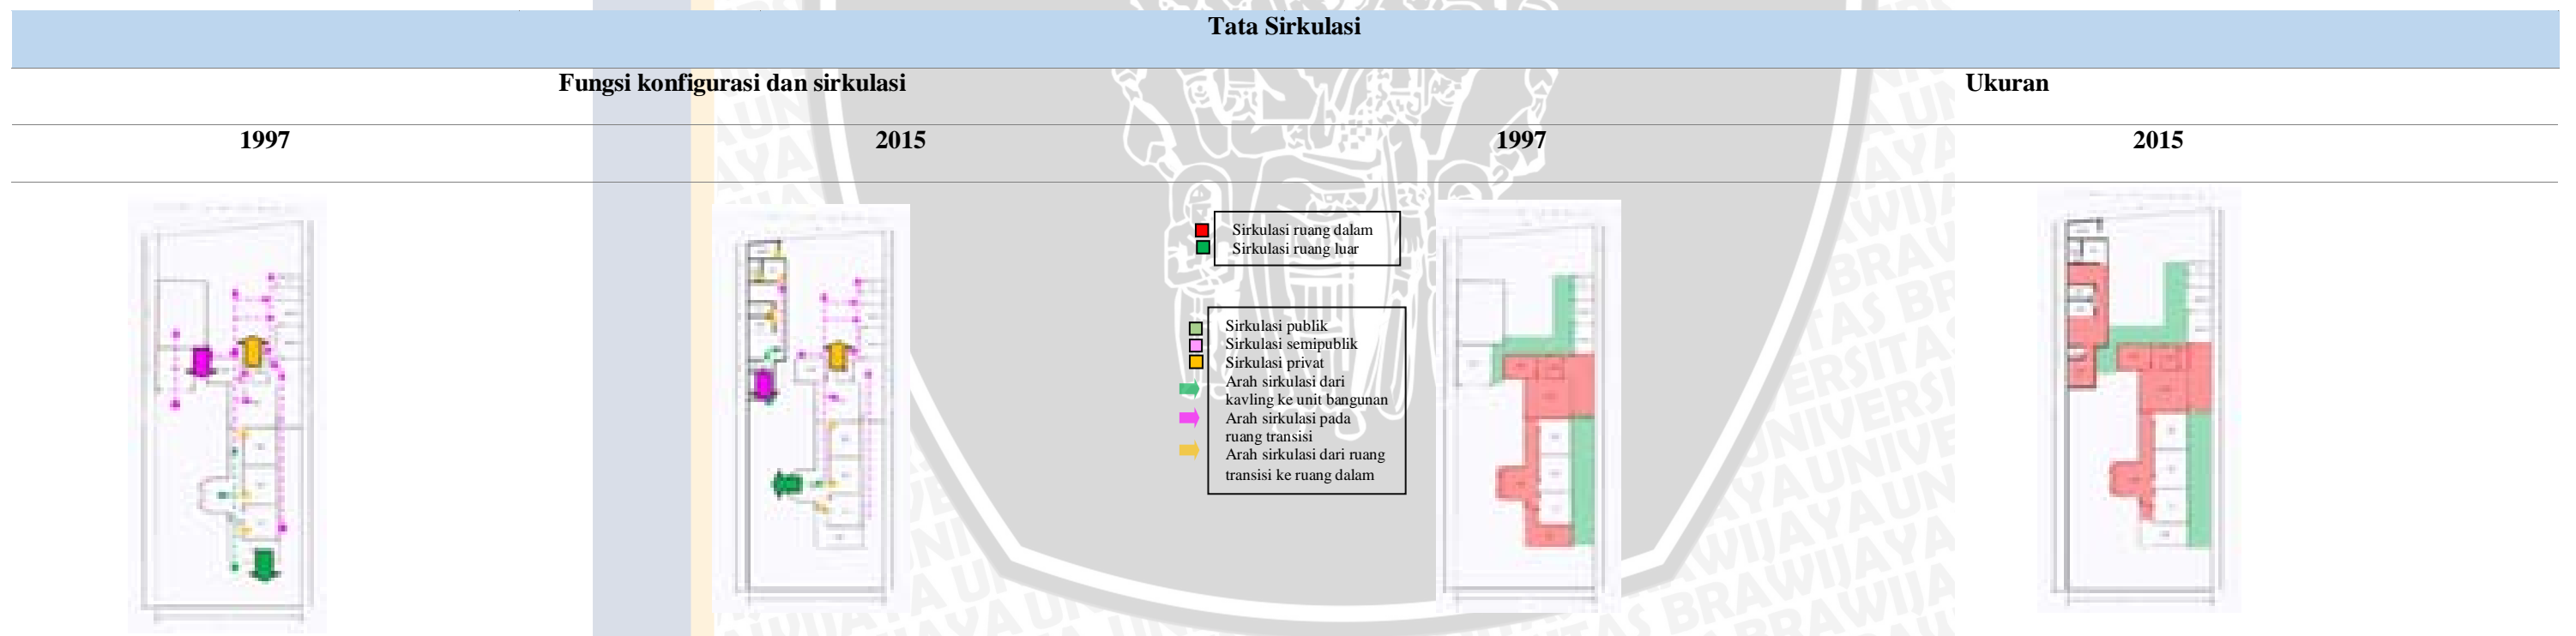 Tata Sirkulasi
Fungsi konfigurasi dan sirkulasi
Ukuran
1997
2015
1997
2015
Sirkulasi ruang dalam
Sirkulasi ruang luar
Sirkulasi publik
Sirkulasi semipublik
Sirkulasi privat
Arah sirkulasi dari
kavling ke unit bangunan
Arah sirkulasi pada
ruang transisi
Arah sirkulasi dari ruang
transisi ke ruang dalam